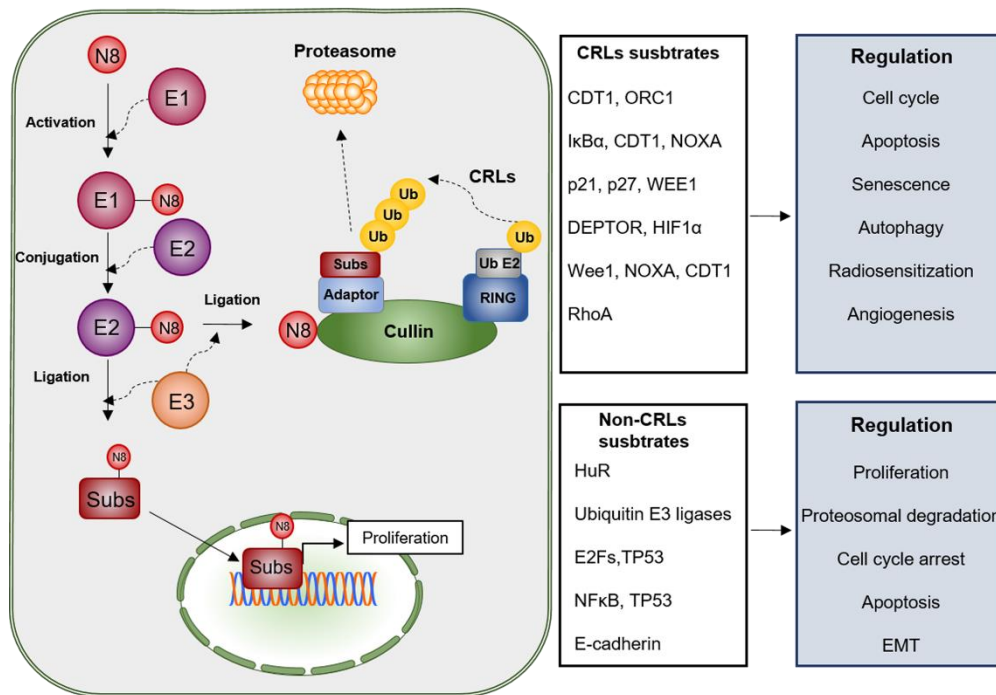 N8
E1
Activation
E1
N8
E2
Conjugation
E2
N8
Ligation
Ligation
E3
N8
Subs
Proteasome
CRLs
Ub
Ub
Ub
Ub
Subs
Adaptor
Ub E2
RING
N8
Cullin
N8
Subs
Proliferation
CRLs susbtrates
CDT1, ORC1
IκBα, CDT1, NOXA
p21, p27, WEE1
DEPTOR, HIF1α
Wee1, NOXA, CDT1
RhoA
Regulation
Cell cycle
Apoptosis
Senescence
Autophagy
Radiosensitization
Angiogenesis
Non-CRLs
susbtrates
HuR
Ubiquitin E3 ligases
E2Fs,TP53
NFκB, TP53
E-cadherin
Regulation
Proliferation
Proteosomal degradation
Cell cycle arrest
Apoptosis
EMT